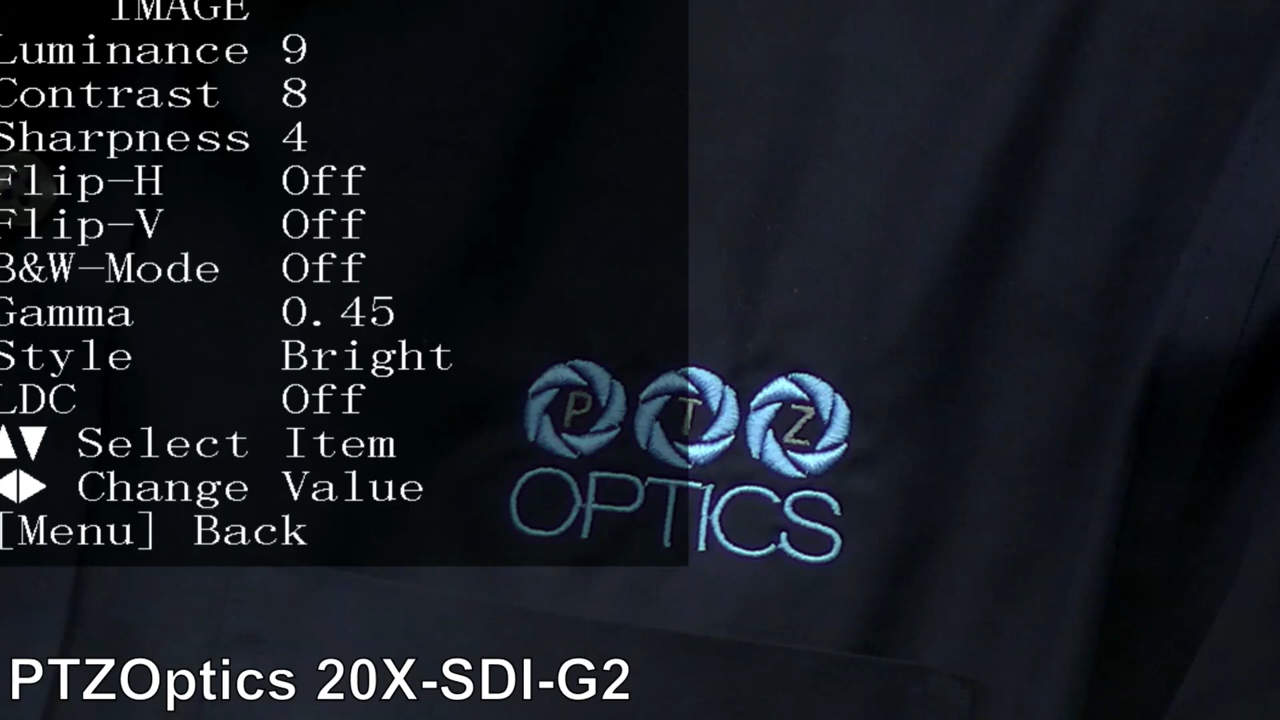 IMAGE
Luminance 9
Contrast 8
Sharpness 4
Flip-H Off
Flip-V Off
B&W-Mode Off
Gamma 0.45
Style Bright
LDC Off
▲▼ Select Item
◀▶ Change Value
[Menu] Back
PTZ
OPTICS
PTZOptics 20X-SDI-G2